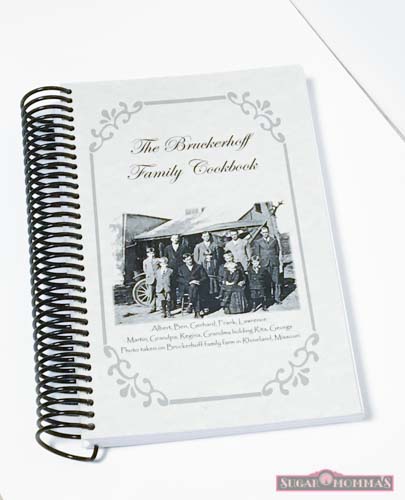 The Bruckerhoff
Family Cookbook
Albert, Ben, Gerhard, Frank, Lawrence
Martin, Grandpa, Regina, Grandma holding Rita, George
Photo taken on Bruckerhoff family farm in Rhineland, Missouri
SUGAR MOMMA'S